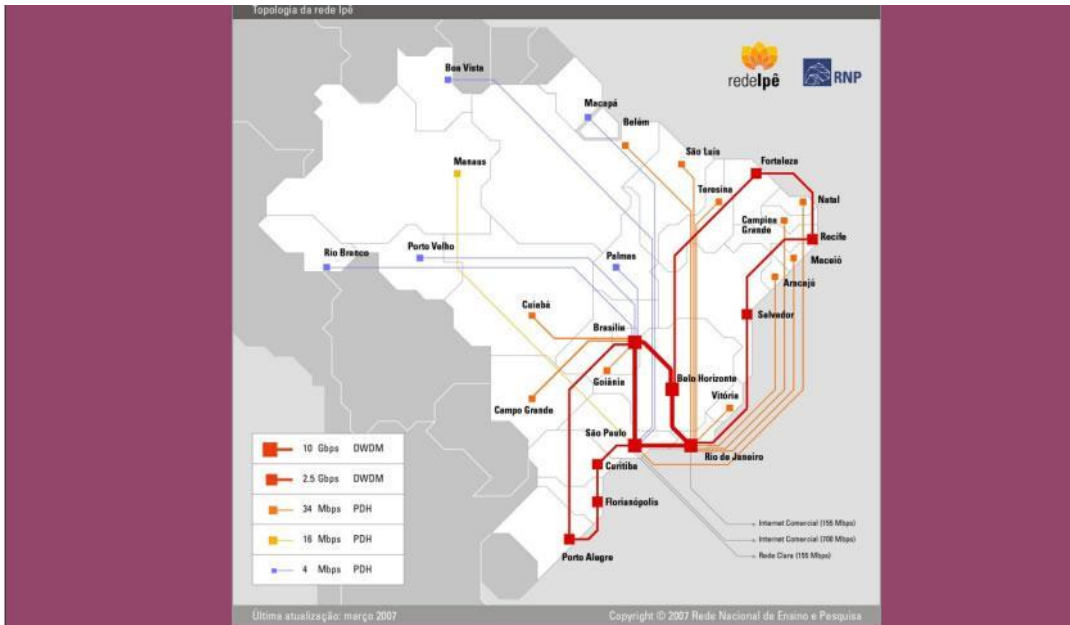 Topologia da rede Ipê
redeIpê
RNP
Boa Vista
Macapá
Belém
São Luís
Fortaleza
Manaus
Teresina
Natal
Campina
Grande
Recife
Rio Branco
Porto Velho
Palmas
Maceió
Aracajú
Cuiabá
Salvador
Brasília
Goiânia
Belo Horizonte
Campo Grande
Vitória
São Paulo
Rio de Janeiro
Curitiba
Florianópolis
Porto Alegre
10 Gbps DWDM
2.5 Gbps DWDM
34 Mbps PDH
16 Mbps PDH
4 Mbps PDH
Internet Comercial (155 Mbps)
Internet Comercial (700 Mbps)
Rede Clara (155 Mbps)
Última atualização: março 2007
Copyright © 2007 Rede Nacional de Ensino e Pesquisa